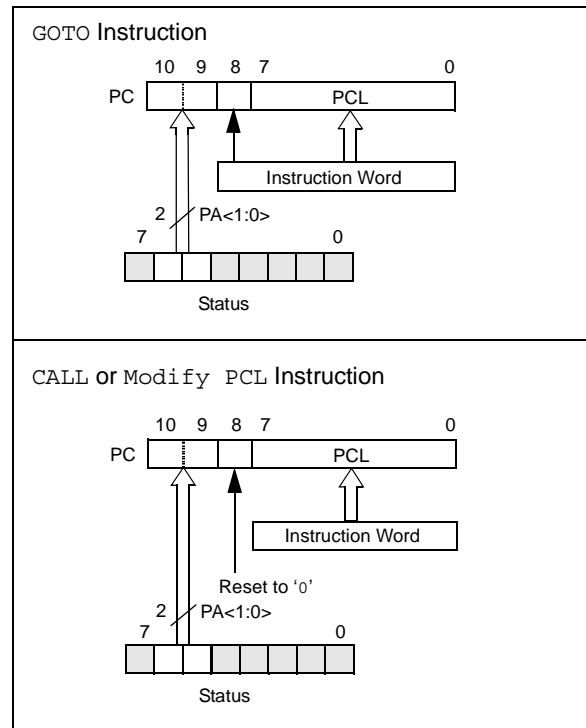 GOTO Instruction
10 9 8 7 0
PC PCL
Instruction Word
2 PA<1:0>
7 0
Status
CALL or Modify PCL Instruction
10 9 8 7 0
PC PCL
Instruction Word
Reset to ‘0’
2 PA<1:0>
7 0
Status